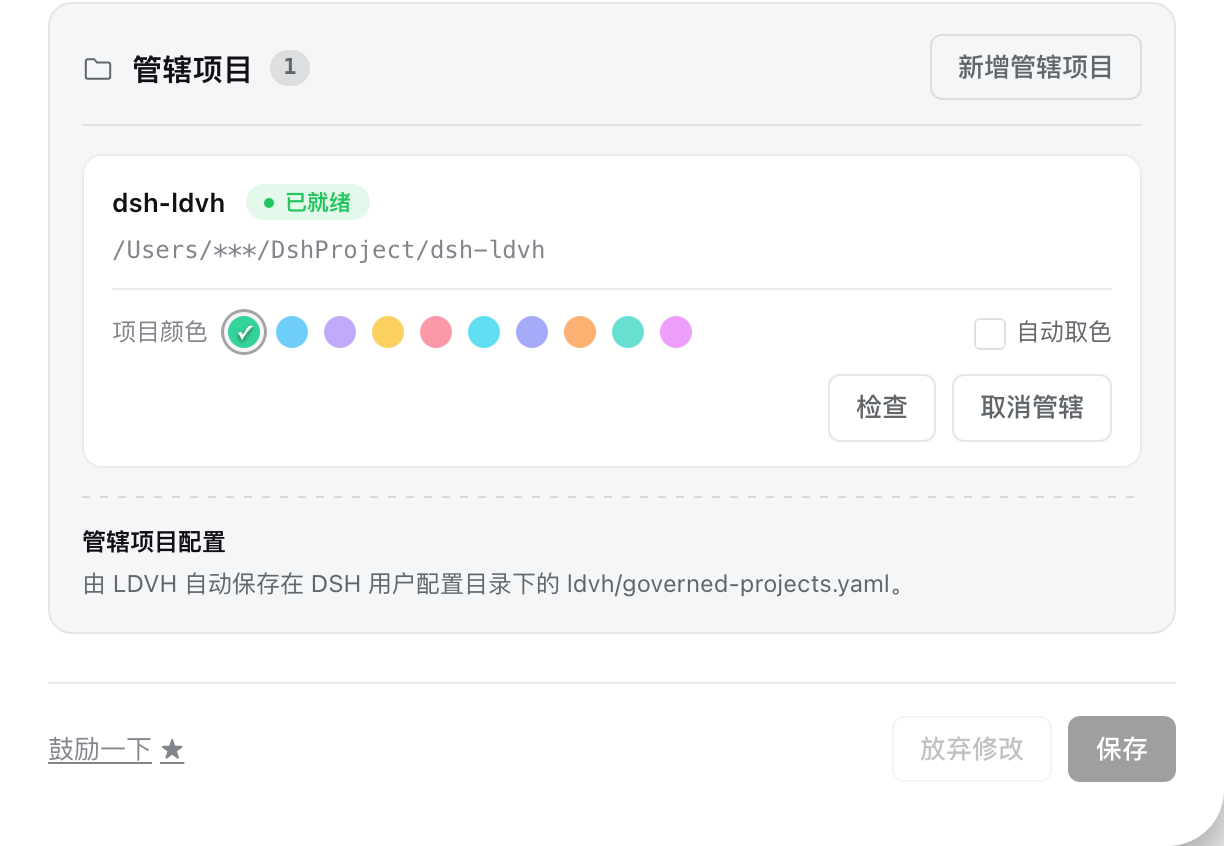 管辖项目 1
新增管辖项目
dsh-ldvh 已就绪
/Users/***/DshProject/dsh-ldvh
项目颜色
自动取色
检查
取消管辖
管辖项目配置
由 LDVH 自动保存在 DSH 用户配置目录下的 ldvh/governed-projects.yaml。
鼓励一下 ★
放弃修改
保存